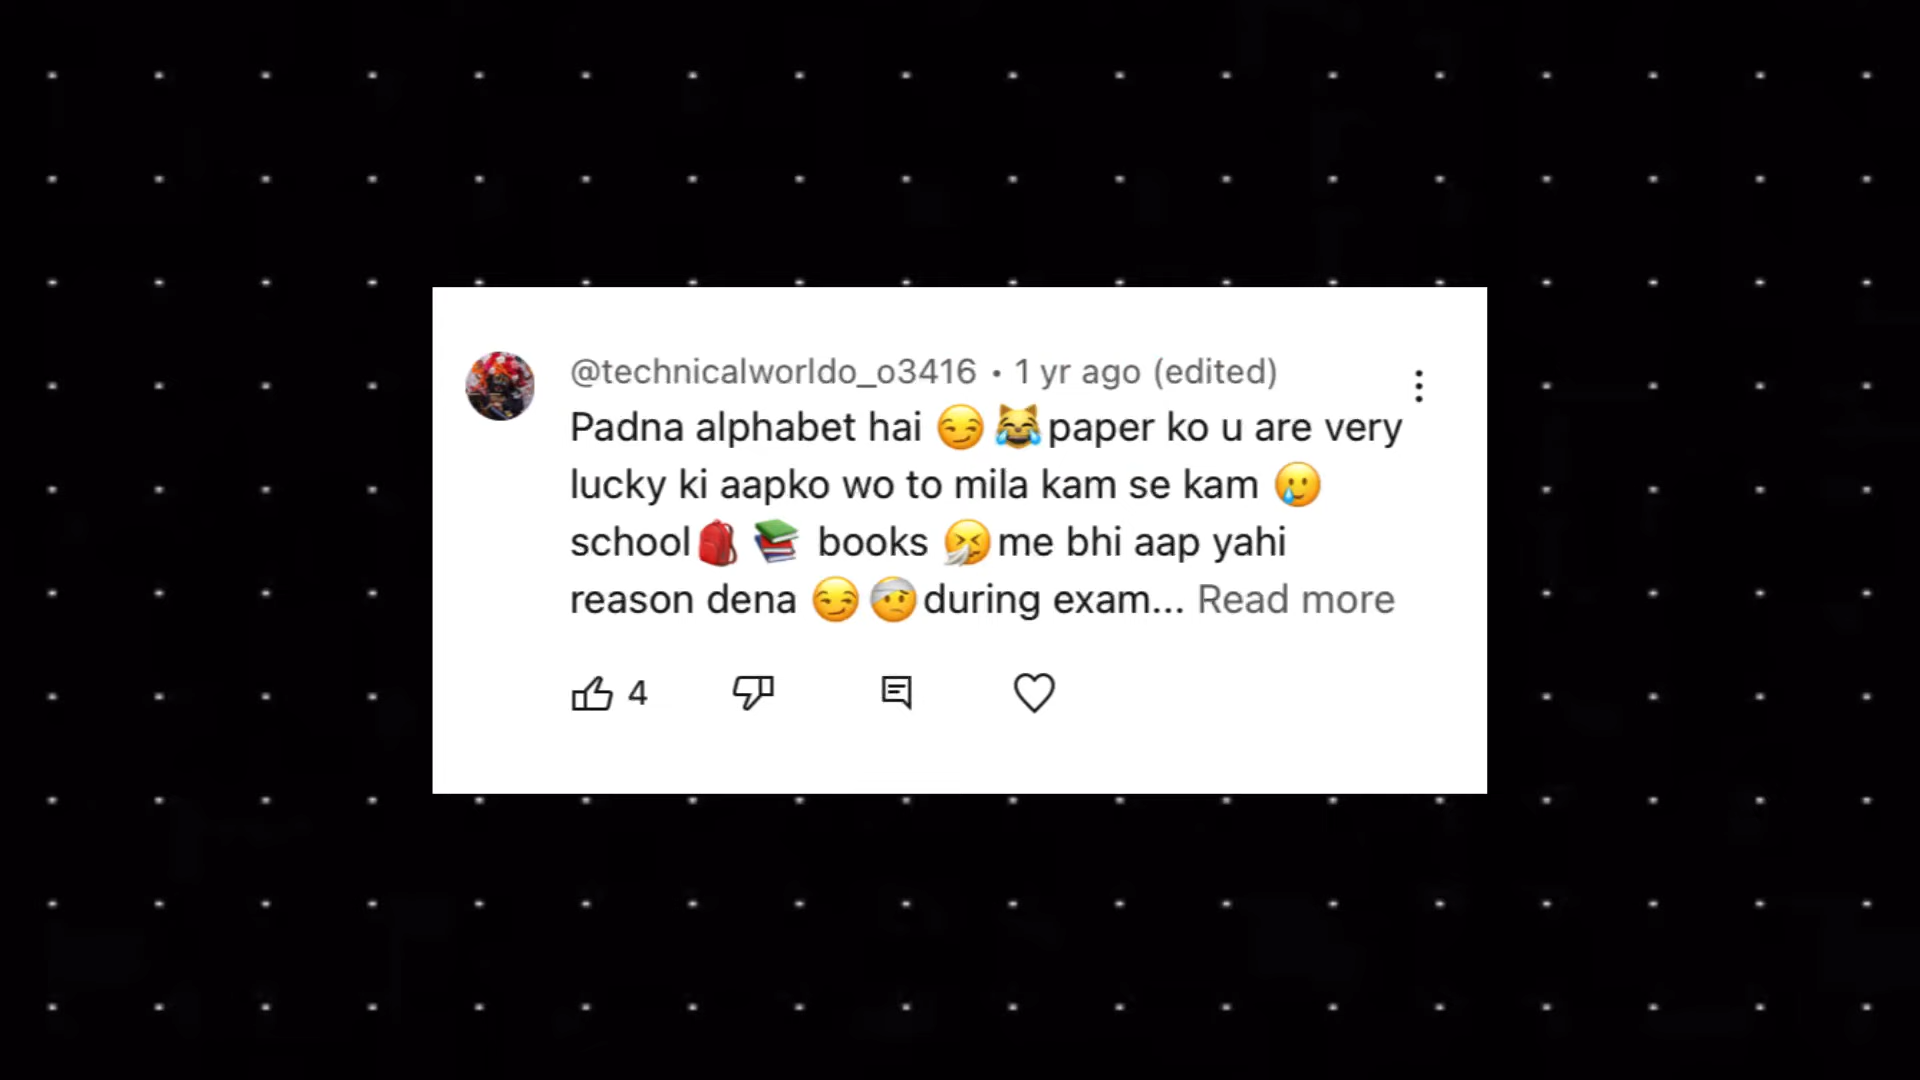 @technicalworldo_o3416 • 1 yr ago (edited)
Padna alphabet hai 😏😹paper ko u are very
lucky ki aapko wo to mila kam se kam 🥲
school🎒📚 books 🤧me bhi aap yahi
reason dena 😏🤕during exam... Read more
4